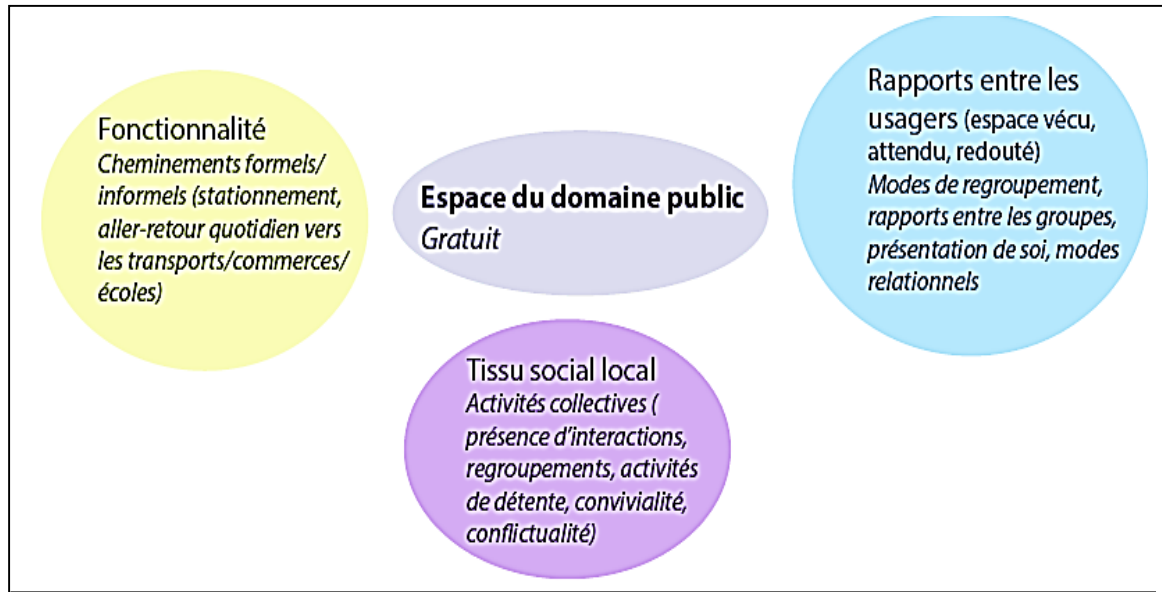 Fonctionnalité
Cheminements formels/
informels (stationnement,
aller-retour quotidien vers
les transports/commerces/
écoles)
Espace du domaine public
Gratuit
Rapports entre les
usagers (espace vécu,
attendu, redouté)
Modes de regroupement,
rapports entre les groupes,
présentation de soi, modes
relationnels
Tissu social local
Activités collectives (
présence d’interactions,
regroupements, activités
de détente, convivialité,
conflictualité)